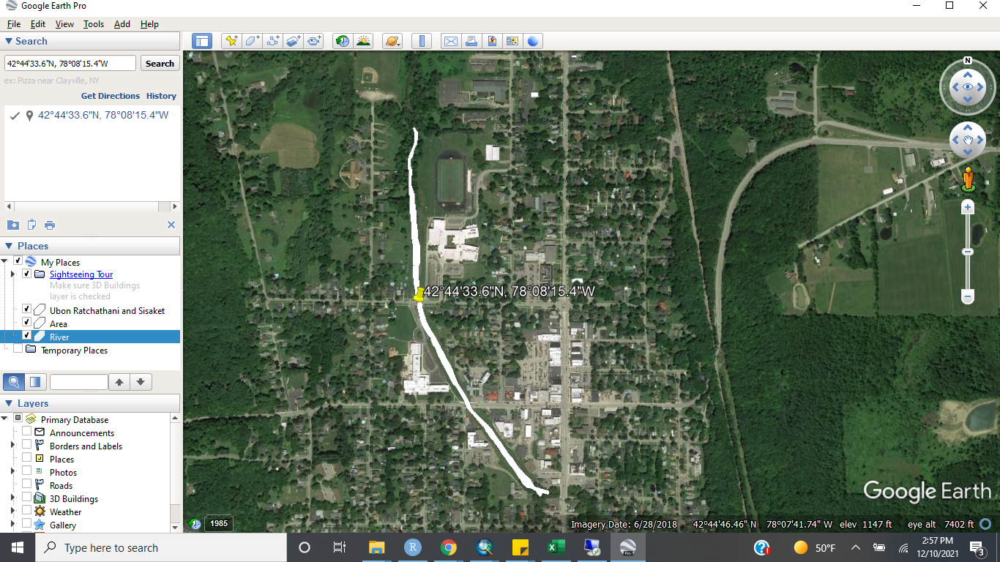 Google Earth Pro
File Edit View Tools Add Help
Search
42°44'33.6"N, 78°08'15.4"W
Search
ex: Pizza near Clayville, NY
Get Directions History
42°44'33.6"N, 78°08'15.4"W
Places
My Places
Sightseeing Tour
Make sure 3D Buildings
layer is checked
Ubon Ratchathani and Sisaket
Area
River
Temporary Places
Layers
Primary Database
Announcements
Borders and Labels
Places
Photos
Roads
3D Buildings
Weather
Gallery
N
42°44'33.6"N, 78°08'15.4"W
Google Earth
1985
Imagery Date: 6/28/2018 42°44'46.46" N 78°07'41.74" W elev 1147 ft eye alt 7402 ft
Type here to search
R
Pro
50°F
2:57 PM
12/10/2021
3